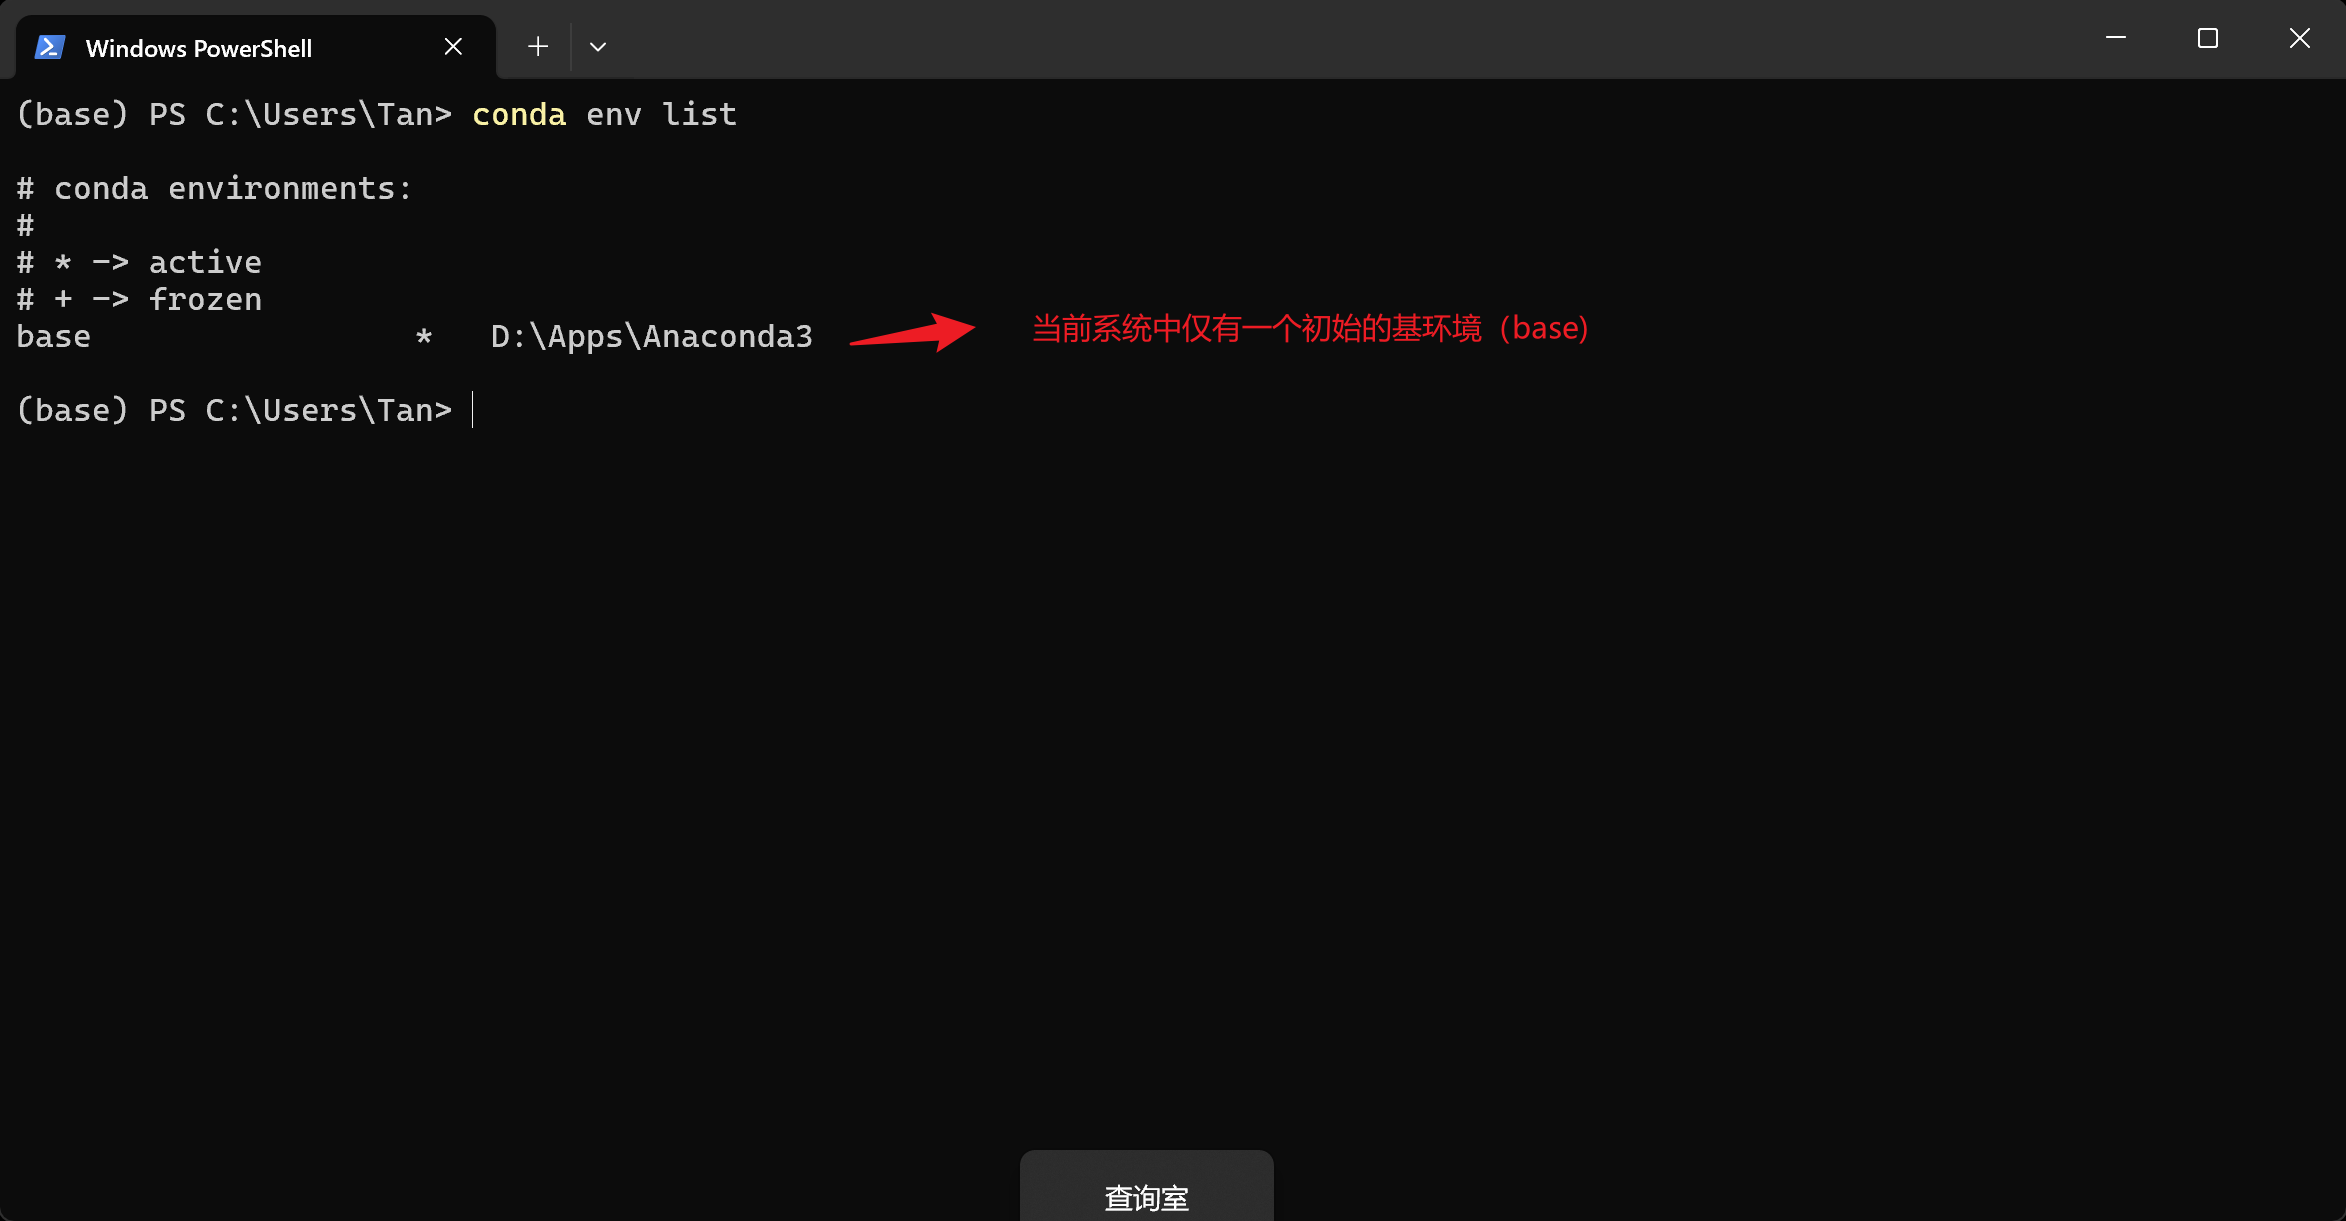 Windows PowerShell
(base) PS C:\Users\Tan> conda env list
# conda environments:
#
# * -> active
# + -> frozen
base * D:\Apps\Anaconda3
当前系统中仅有一个初始的基环境（base)
(base) PS C:\Users\Tan>
查询室